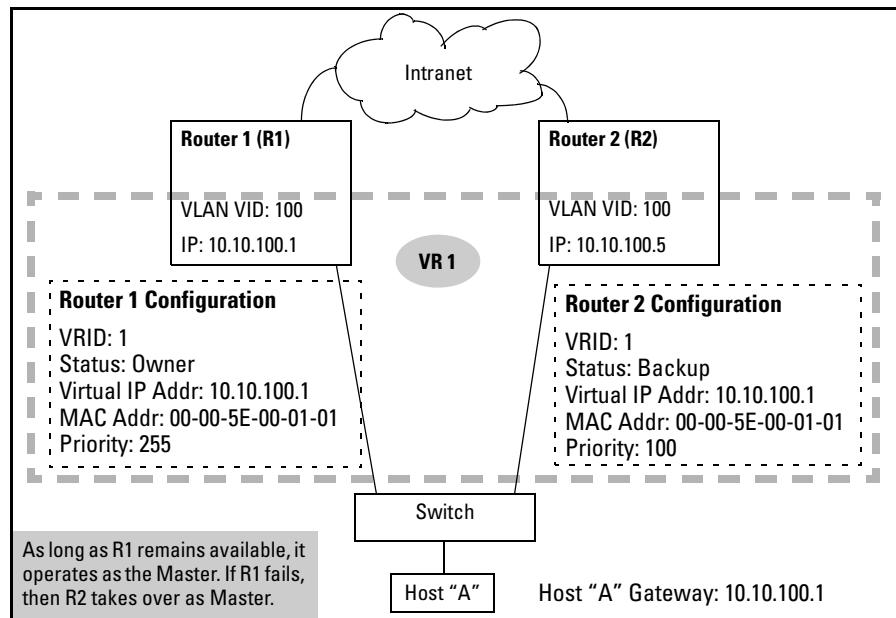 Intranet
Router 1 (R1)
VLAN VID: 100
IP: 10.10.100.1
Router 2 (R2)
VLAN VID: 100
IP: 10.10.100.5
VR 1
Router 1 Configuration
VRID: 1
Status: Owner
Virtual IP Addr: 10.10.100.1
MAC Addr: 00-00-5E-00-01-01
Priority: 255
Router 2 Configuration
VRID: 1
Status: Backup
Virtual IP Addr: 10.10.100.1
MAC Addr: 00-00-5E-00-01-01
Priority: 100
Switch
As long as R1 remains available, it
operates as the Master. If R1 fails,
then R2 takes over as Master.
Host “A”
Host “A” Gateway: 10.10.100.1